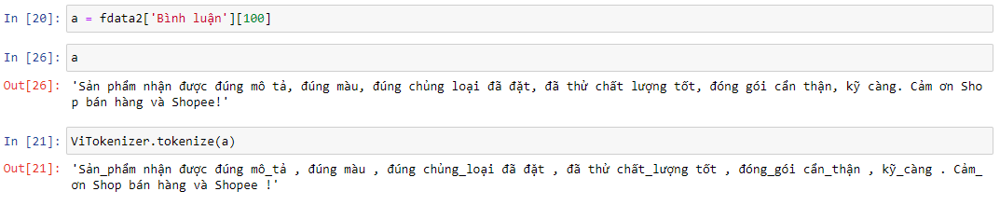 In [20]: a = fdata2['Bình luận'][100]
In [26]: a
Out[26]: 'Sản phẩm nhận được đúng mô tả, đúng màu, đúng chủng loại đã đặt, đã thử chất lượng tốt, đóng gói cẩn thận, kỹ càng. Cảm ơn Sho
p bán hàng và Shopee!'
In [21]: ViTokenizer.tokenize(a)
Out[21]: 'Sản_phẩm nhận được đúng mô_tả , đúng màu , đúng chủng_loại đã đặt , đã thử chất_lượng tốt , đóng_gói cẩn_thận , kỹ_càng . Cảm_
ơn Shop bán hàng và Shopee !'